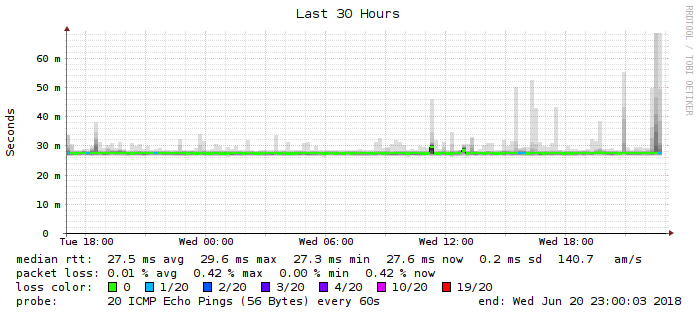 Last 30 Hours
RRDTOOL / TOBI OETIKER
Seconds
60 m
50 m
40 m
30 m
20 m
10 m
0
Tue 18:00 Wed 00:00 Wed 06:00 Wed 12:00 Wed 18:00
median rtt: 27.5 ms avg 29.6 ms max 27.3 ms min 27.6 ms now 0.2 ms sd 140.7 am/s
packet loss: 0.01 % avg 0.42 % max 0.00 % min 0.42 % now
loss color: 0 1/20 2/20 3/20 4/20 10/20 19/20
probe: 20 ICMP Echo Pings (56 Bytes) every 60s end: Wed Jun 20 23:00:03 2018